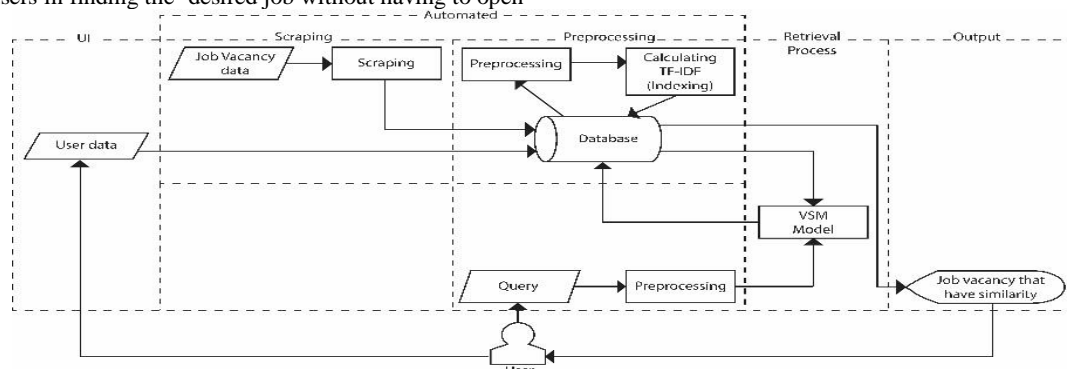 sers in finding the desired job without having to open
Automated
UI
Scraping
Preprocessing
Retrieval
Process
Output
Job Vacancy
data
Scraping
Preprocessing
Calculating
TF-IDF
(Indexing)
User data
Database
VSM
Model
Query
Preprocessing
Job vacancy that
have similarity